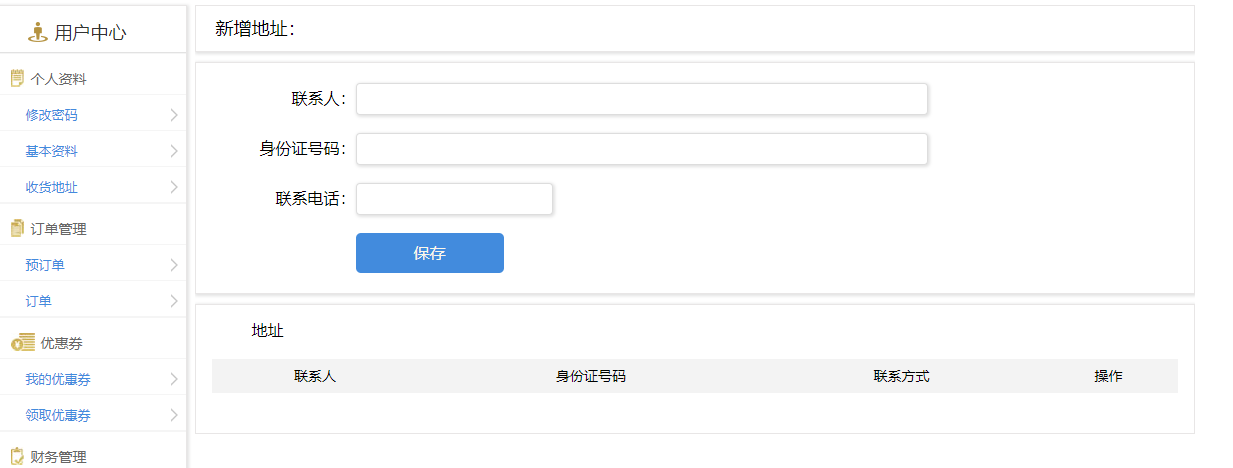 用户中心
个人资料
修改密码
基本资料
收货地址
订单管理
预订单
订单
优惠券
我的优惠券
领取优惠券
财务管理
新增地址：
联系人：
身份证号码：
联系电话：
保存
地址
联系人 身份证号码 联系方式 操作